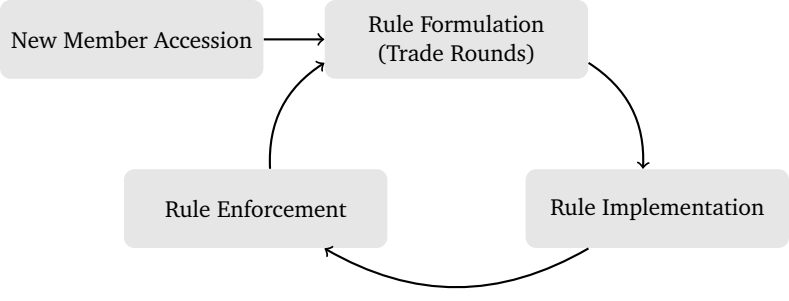 New Member Accession
Rule Formulation
(Trade Rounds)
Rule Enforcement
Rule Implementation